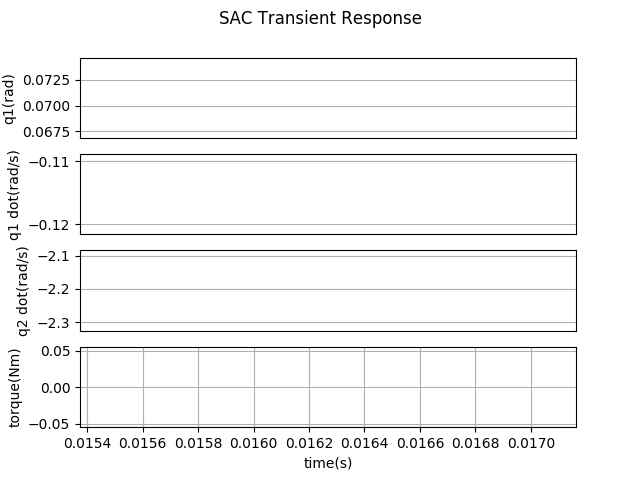 SAC Transient Response
q1(rad)
0.0725
0.0700
0.0675
q1 dot(rad/s)
−0.11
−0.12
q2 dot(rad/s)
−2.1
−2.2
−2.3
torque(Nm)
0.05
0.00
−0.05
0.0154 0.0156 0.0158 0.0160 0.0162 0.0164 0.0166 0.0168 0.0170
time(s)